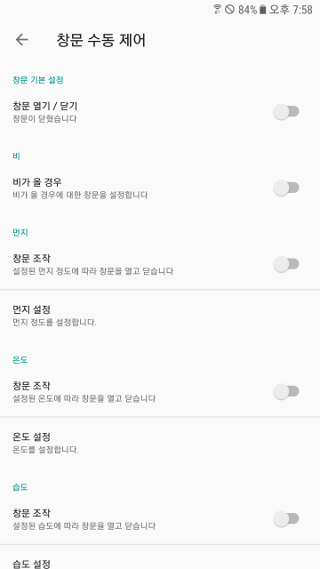 84% 오후 7:58
창문 수동 제어
창문 기본 설정
창문 열기 / 닫기
창문이 닫혔습니다
비
비가 올 경우
비가 올 경우에 대한 창문을 설정합니다
먼지
창문 조작
설정된 먼지 정도에 따라 창문을 열고 닫습니다
먼지 설정
먼지 정도를 설정합니다.
온도
창문 조작
설정된 온도에 따라 창문을 열고 닫습니다
온도 설정
온도를 설정합니다.
습도
창문 조작
설정된 습도에 따라 창문을 열고 닫습니다
습도 설정